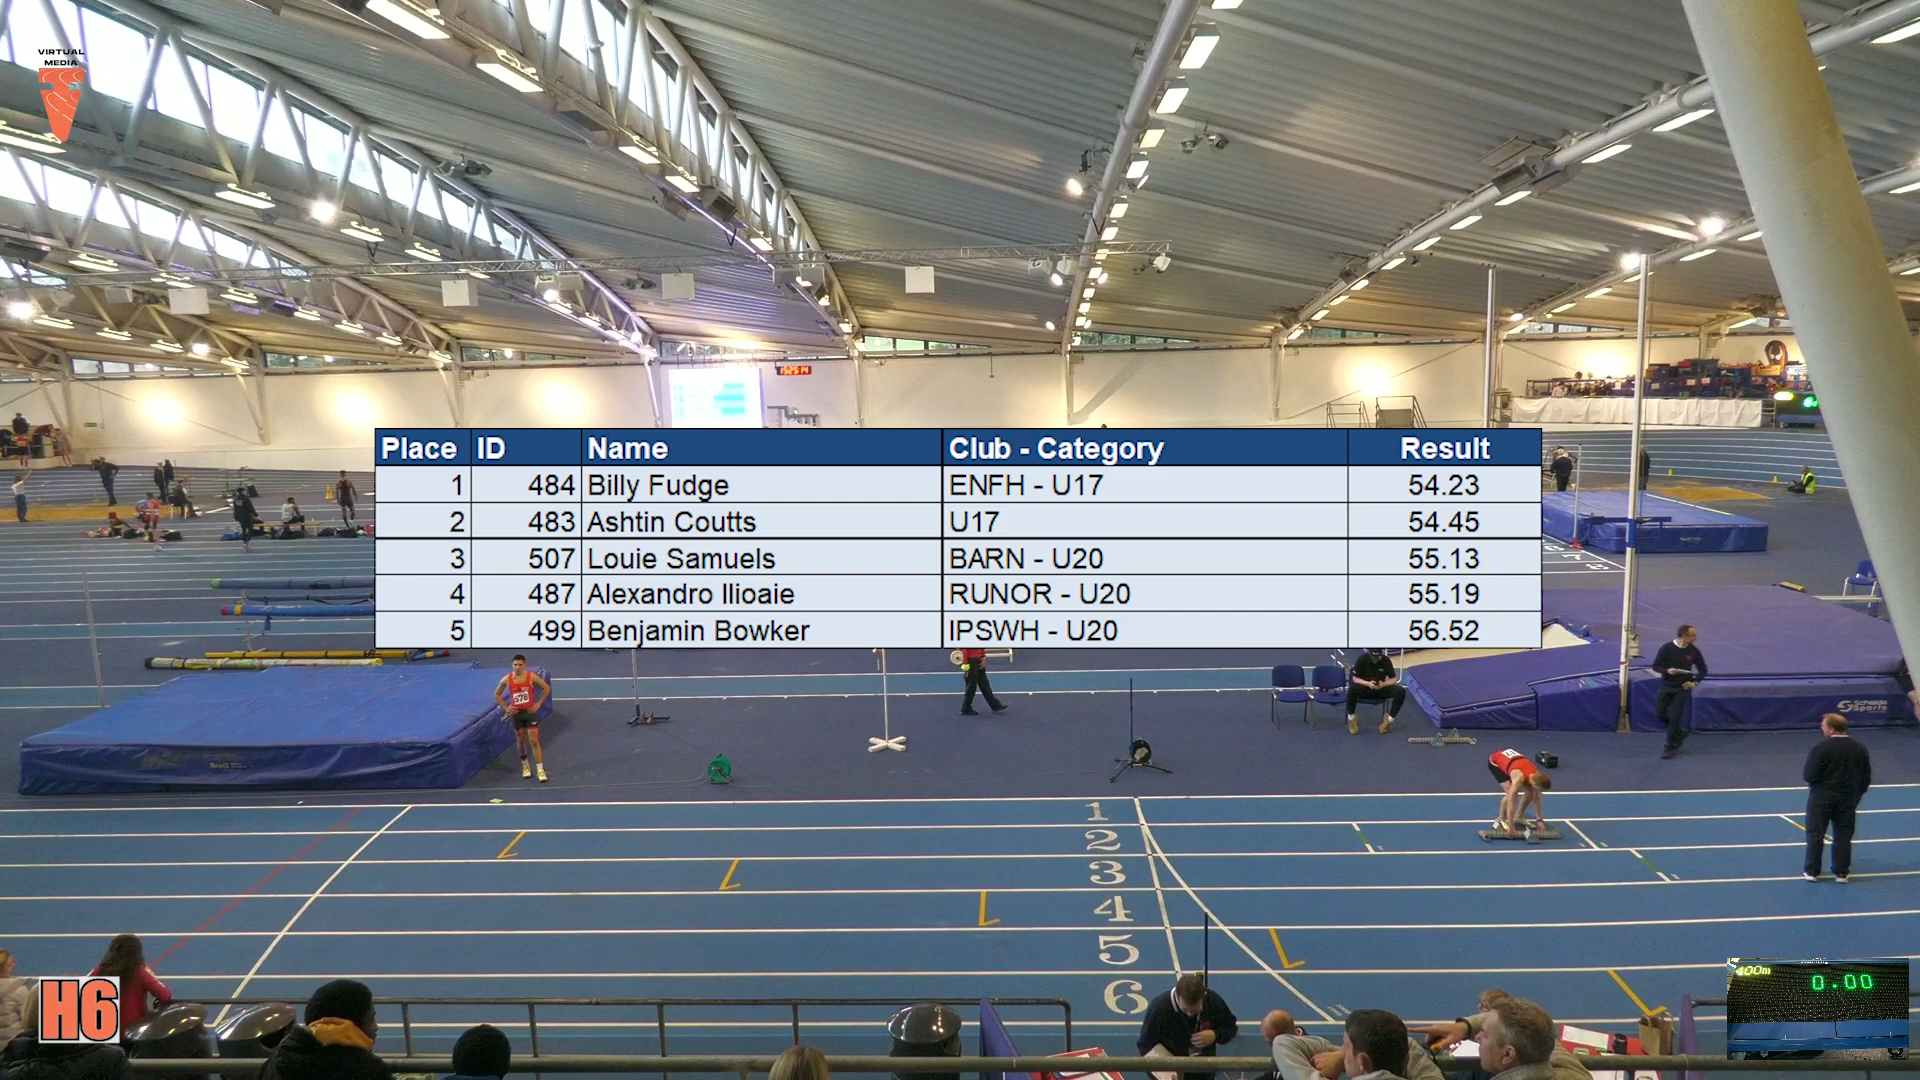 VIRTUAL
MEDIA
Place ID Name Club - Category Result
1 484 Billy Fudge ENFH - U17 54.23
2 483 Ashtin Coutts U17 54.45
3 507 Louie Samuels BARN - U20 55.13
4 487 Alexandro Ilioaie RUNOR - U20 55.19
5 499 Benjamin Bowker IPSWH - U20 56.52
578
Schelde
Sports
1
2
3
4
5
6
H6
400m
0.00